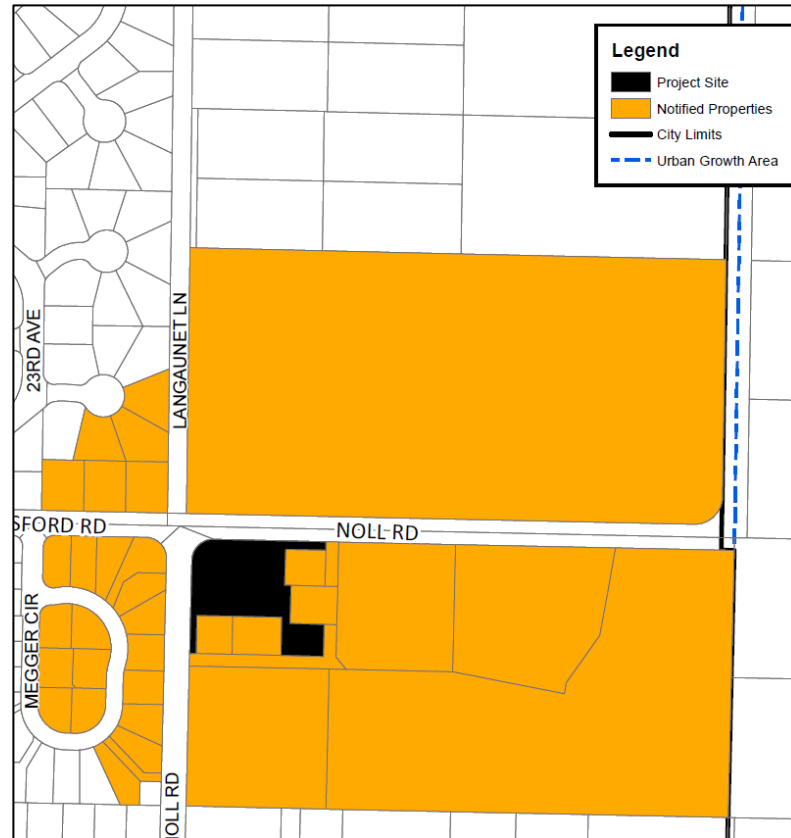 Legend
Project Site
Notified Properties
City Limits
Urban Growth Area
23RD AVE
LANGAUNET LN
SFORD RD
NOLL RD
MEGGER CIR
NOLL RD